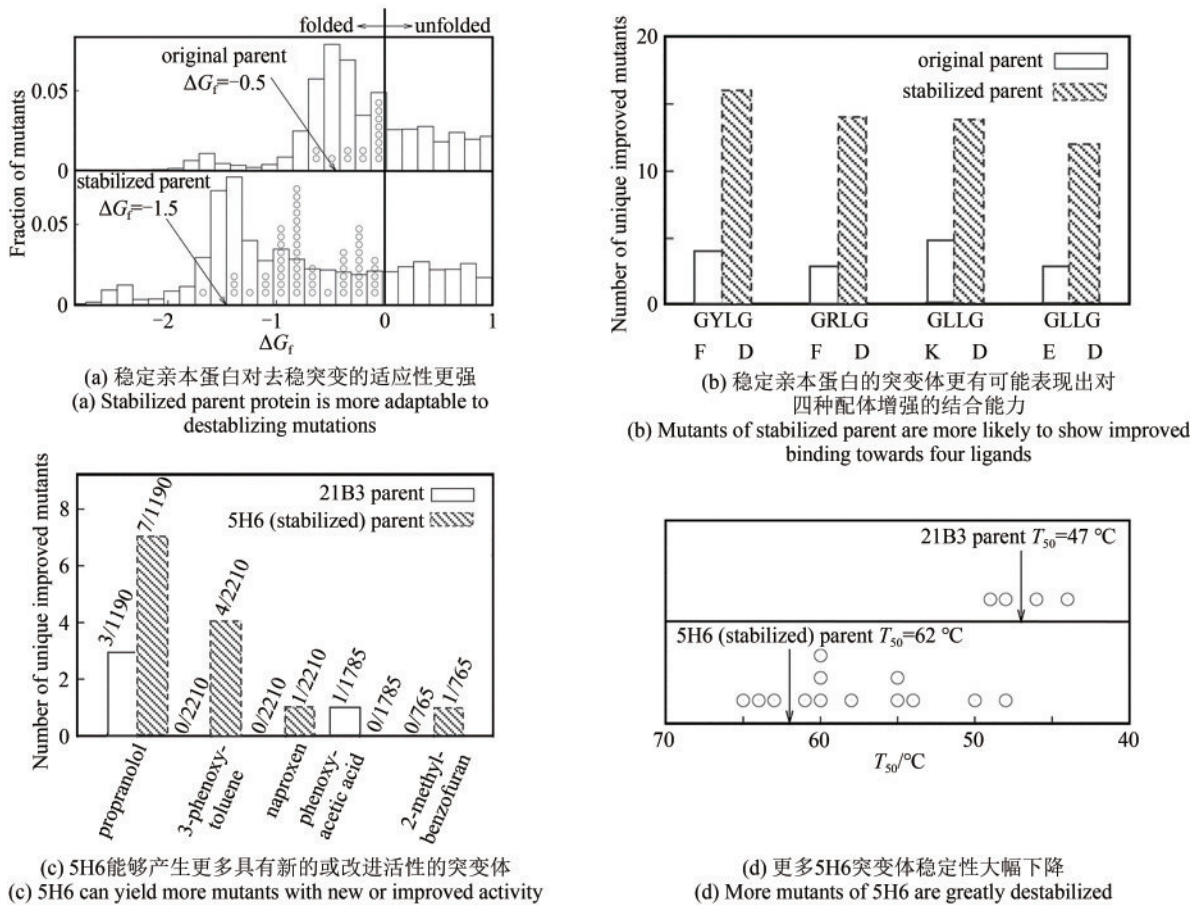 folded
unfolded
original parent
ΔGf=−0.5
0.05
0
stabilized parent
ΔGf=−1.5
0.05
0
Fraction of mutants
−2
−1
0
1
ΔGf
(a) 稳定亲本蛋白对去稳突变的适应性更强
(a) Stabilized parent protein is more adaptable to
destablizing mutations
20
10
0
Number of unique improved mutants
original parent
stabilized parent
GYLG
GRLG
GLLG
GLLG
F D
F D
K D
E D
(b) 稳定亲本蛋白的突变体更有可能表现出对
四种配体增强的结合能力
(b) Mutants of stabilized parent are more likely to show improved
binding towards four ligands
8
6
4
2
0
Number of unique improved mutants
21B3 parent
5H6 (stabilized) parent
3/1190
7/1190
0/2210
4/2210
0/2210
1/2210
1/1785
0/1785
0/765
1/765
propranolol
3-phenoxy-
toluene
naproxen
phenoxy-
acetic acid
2-methyl-
benzofuran
(c) 5H6能够产生更多具有新的或改进活性的突变体
(c) 5H6 can yield more mutants with new or improved activity
21B3 parent T50=47 °C
5H6 (stabilized) parent T50=62 °C
70
60
50
40
T50/°C
(d) 更多5H6突变体稳定性大幅下降
(d) More mutants of 5H6 are greatly destabilized